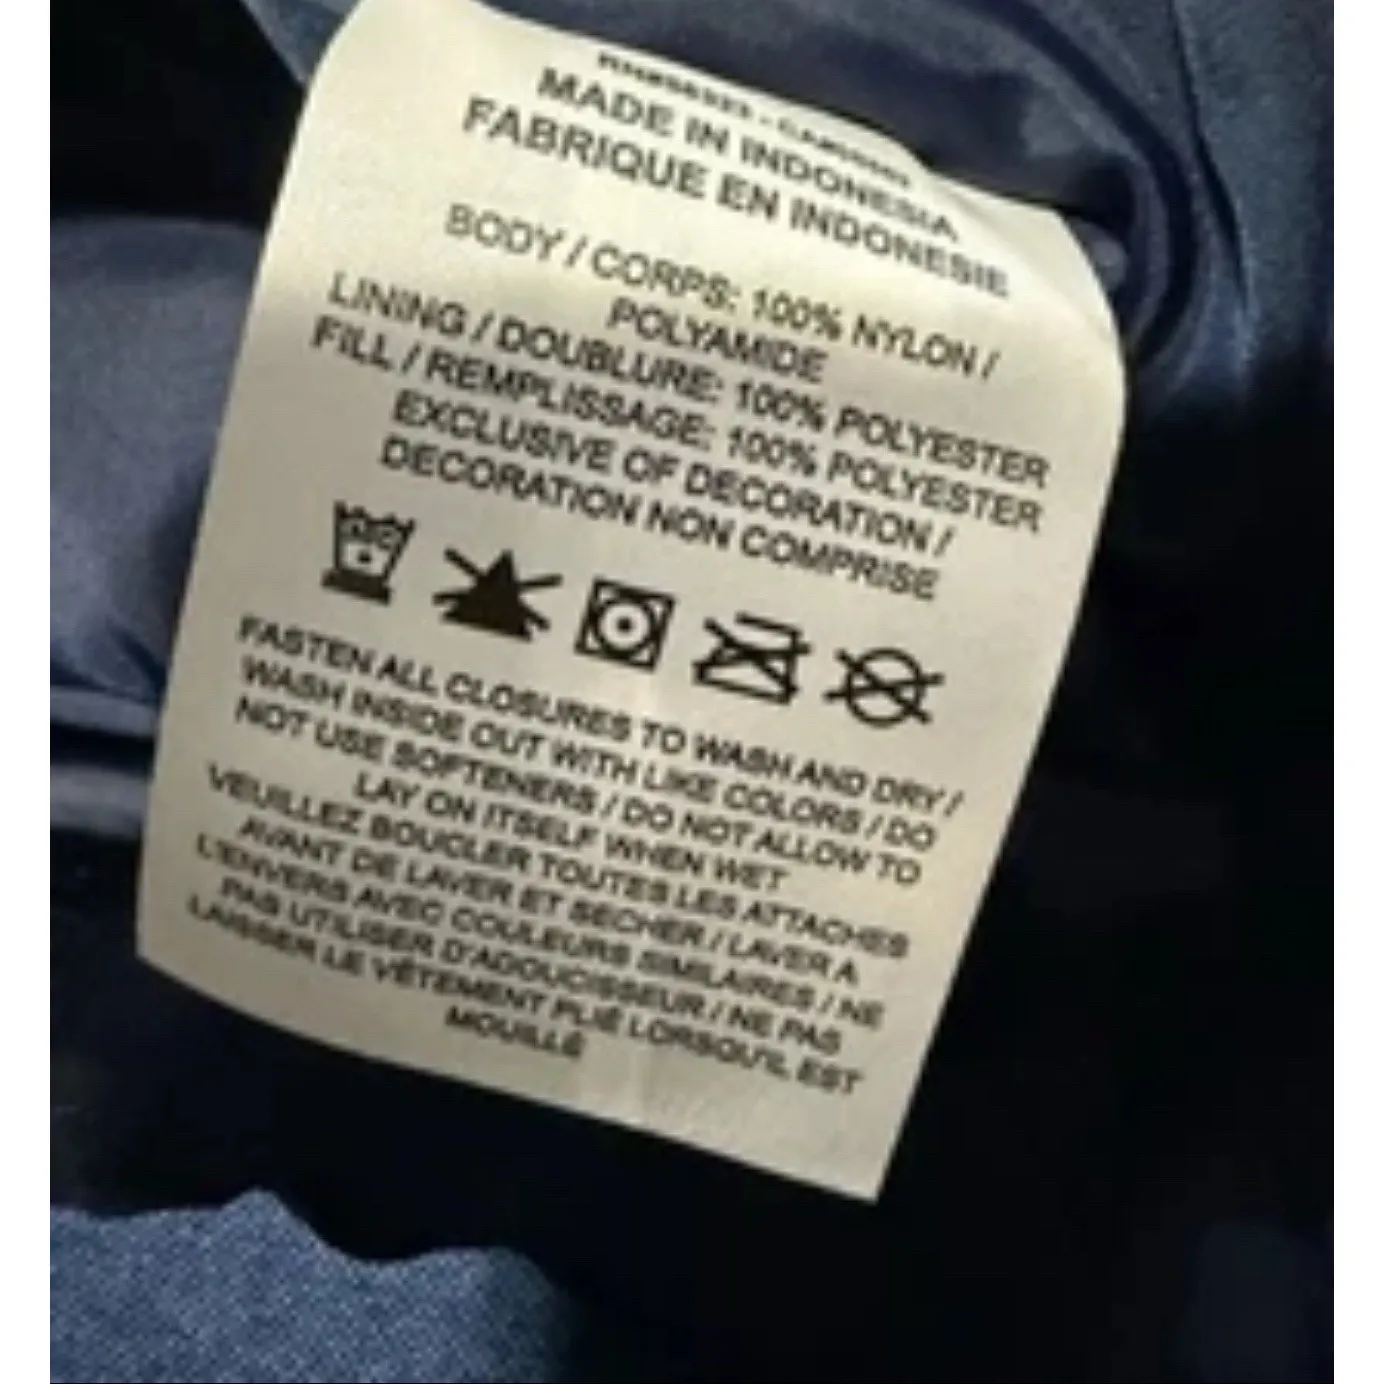 MADE IN INDONESIA
FABRIQUE EN INDONESIE
BODY / CORPS: 100% NYLON /
POLYAMIDE
LINING / DOUBLURE: 100% POLYESTER
FILL / REMPLISSAGE: 100% POLYESTER
EXCLUSIVE OF DECORATION /
DECORATION NON COMPRISE
FASTEN ALL CLOSURES TO WASH AND DRY /
WASH INSIDE OUT WITH LIKE COLORS / DO
NOT USE SOFTENERS / DO NOT ALLOW TO
LAY ON ITSELF WHEN WET
VEUILLEZ BOUCLER TOUTES LES ATTACHES
AVANT DE LAVER ET SECHER / LAVER A
L'ENVERS AVEC COULEURS SIMILAIRES / NE
PAS UTILISER D'ADOUCISSEUR / NE PAS
LAISSER LE VÊTEMENT PLIÉ LORSQU'IL EST
MOUILLÉ